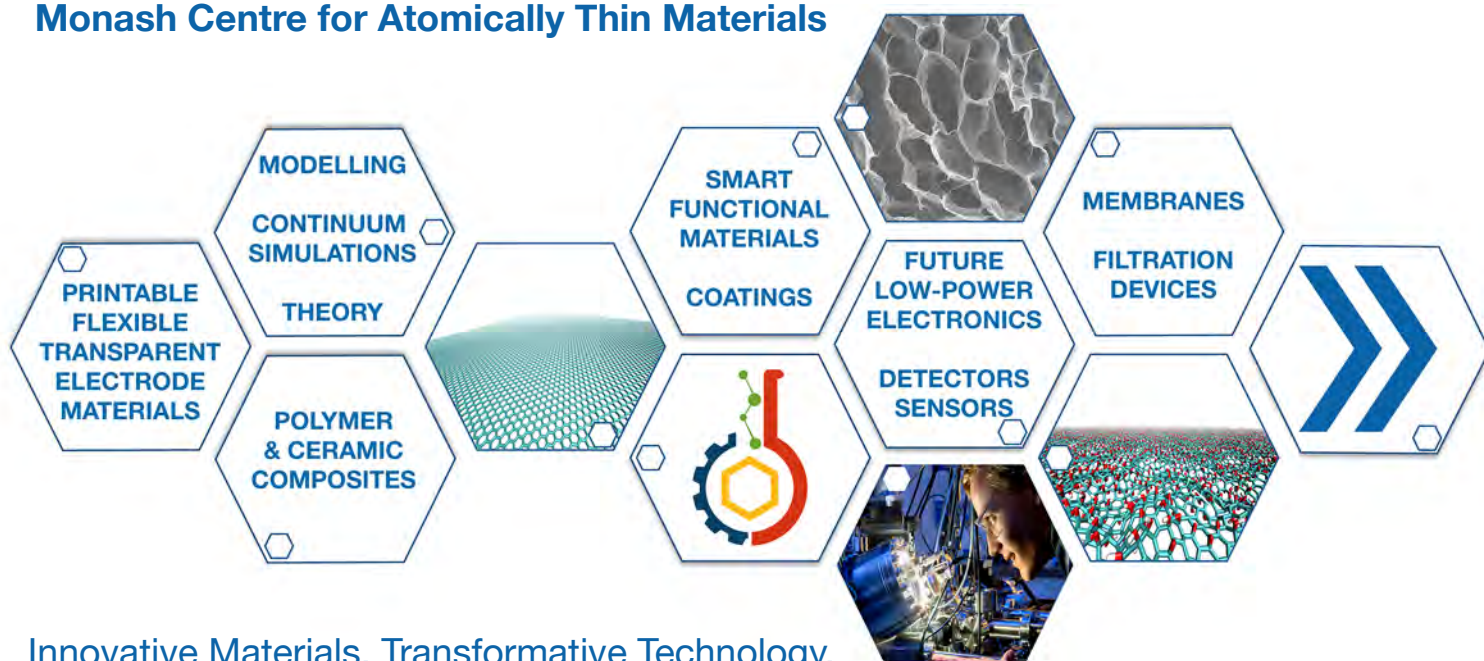 Monash Centre for Atomically Thin Materials
PRINTABLE
FLEXIBLE
TRANSPARENT
ELECTRODE
MATERIALS
MODELLING
CONTINUUM
SIMULATIONS
THEORY
POLYMER
& CERAMIC
COMPOSITES
SMART
FUNCTIONAL
MATERIALS
COATINGS
FUTURE
LOW-POWER
ELECTRONICS
DETECTORS
SENSORS
MEMBRANES
FILTRATION
DEVICES
Innovative Materials. Transformative Technology.